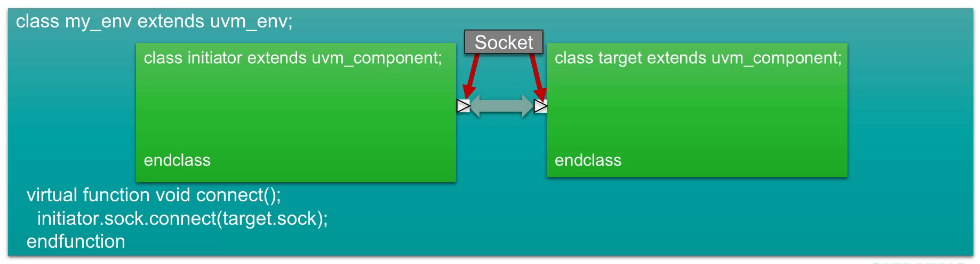 class my_env extends uvm_env;
Socket
class initiator extends uvm_component;
class target extends uvm_component;
endclass
endclass
virtual function void connect();
initiator.sock.connect(target.sock);
endfunction